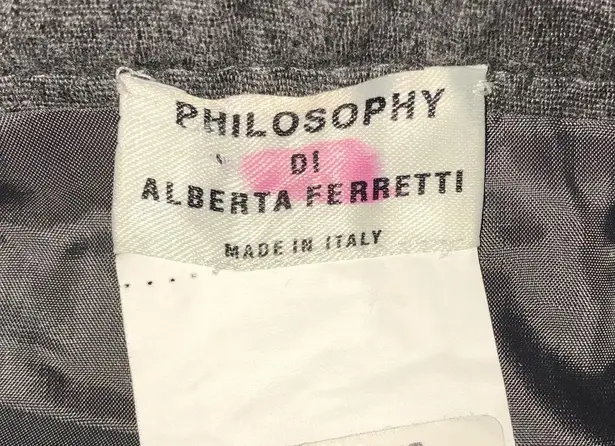 PHILOSOPHY
DI
ALBERTA FERRETTI
MADE IN ITALY